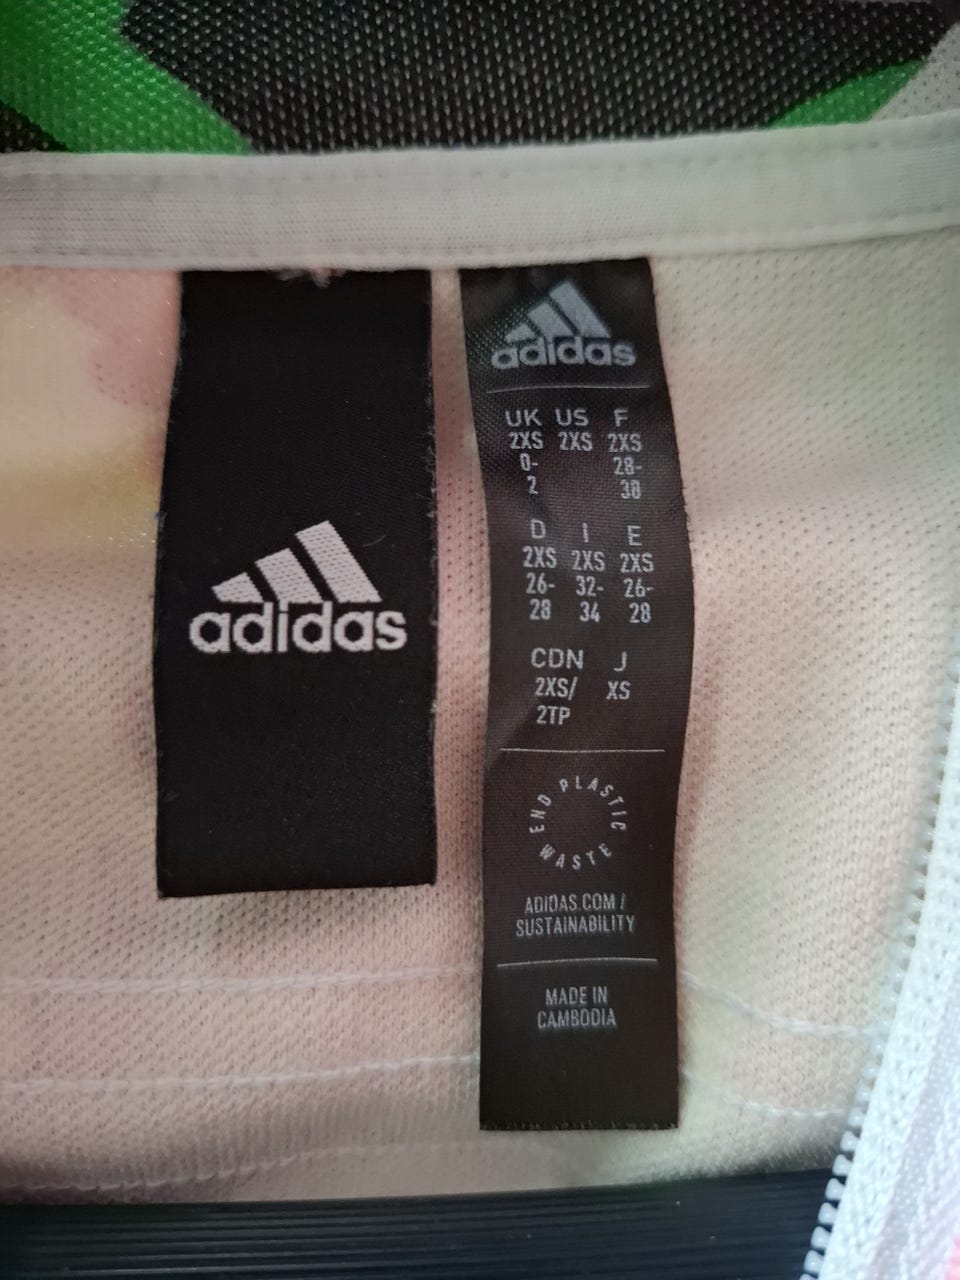 adidas
adidas
UK US F
2XS 2XS 2XS
0- 28-
2 38
D I E
2XS 2XS 2XS
26- 32- 26-
28 34 28
CDN J
2XS/ XS
2TP
END PLASTIC WASTE
ADIDAS.COM /
SUSTAINABILITY
MADE IN
CAMBODIA